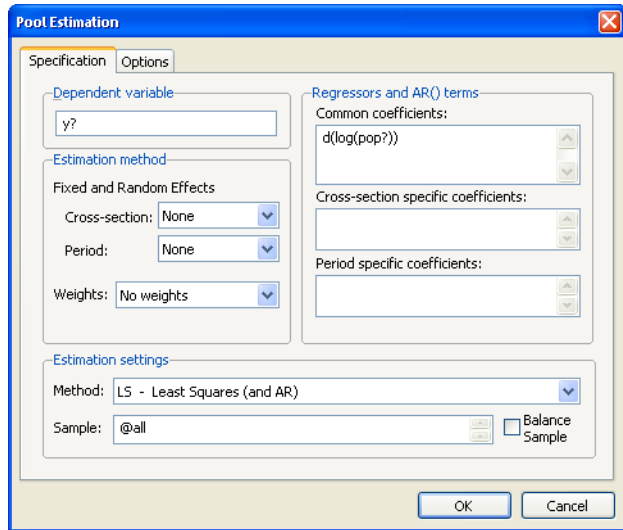 Pool Estimation
Specification Options
Dependent variable
y?
Estimation method
Fixed and Random Effects
Cross-section: None
Period: None
Weights: No weights
Regressors and AR() terms
Common coefficients:
d(log(pop?))
Cross-section specific coefficients:
Period specific coefficients:
Estimation settings
Method: LS - Least Squares (and AR)
Sample: @all
Balance
Sample
OK Cancel